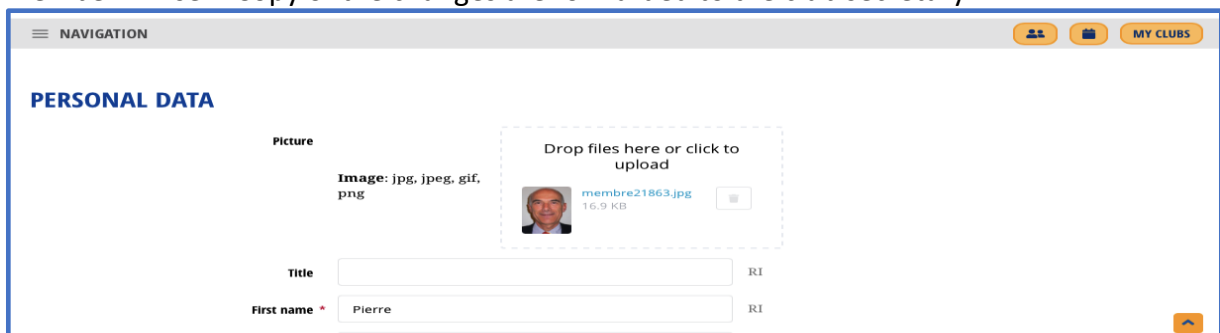 NAVIGATION
MY CLUBS
PERSONAL DATA
Picture
Drop files here or click to
upload
Image: jpg, jpeg, gif,
png
membre21863.jpg
16.9 KB
Title
RI
First name *
Pierre
RI